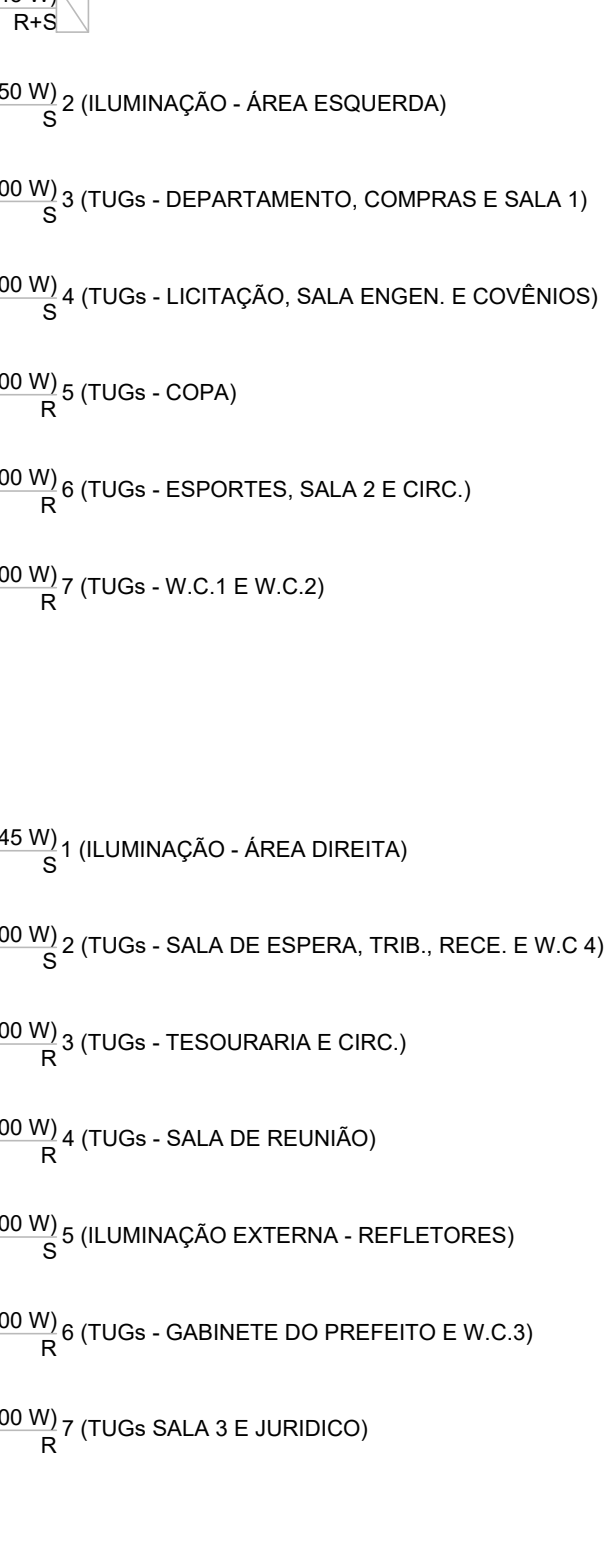 R+S
50 W) 2 (ILUMINAÇÃO - ÁREA ESQUERDA)
S
00 W) 3 (TUGs - DEPARTAMENTO, COMPRAS E SALA 1)
S
00 W) 4 (TUGs - LICITAÇÃO, SALA ENGEN. E COVÊNIOS)
S
00 W) 5 (TUGs - COPA)
R
00 W) 6 (TUGs - ESPORTES, SALA 2 E CIRC.)
R
00 W) 7 (TUGs - W.C.1 E W.C.2)
R
45 W) 1 (ILUMINAÇÃO - ÁREA DIREITA)
S
00 W) 2 (TUGs - SALA DE ESPERA, TRIB., RECE. E W.C 4)
S
00 W) 3 (TUGs - TESOURARIA E CIRC.)
R
00 W) 4 (TUGs - SALA DE REUNIÃO)
R
00 W) 5 (ILUMINAÇÃO EXTERNA - REFLETORES)
S
00 W) 6 (TUGs - GABINETE DO PREFEITO E W.C.3)
R
00 W) 7 (TUGs SALA 3 E JURIDICO)
R